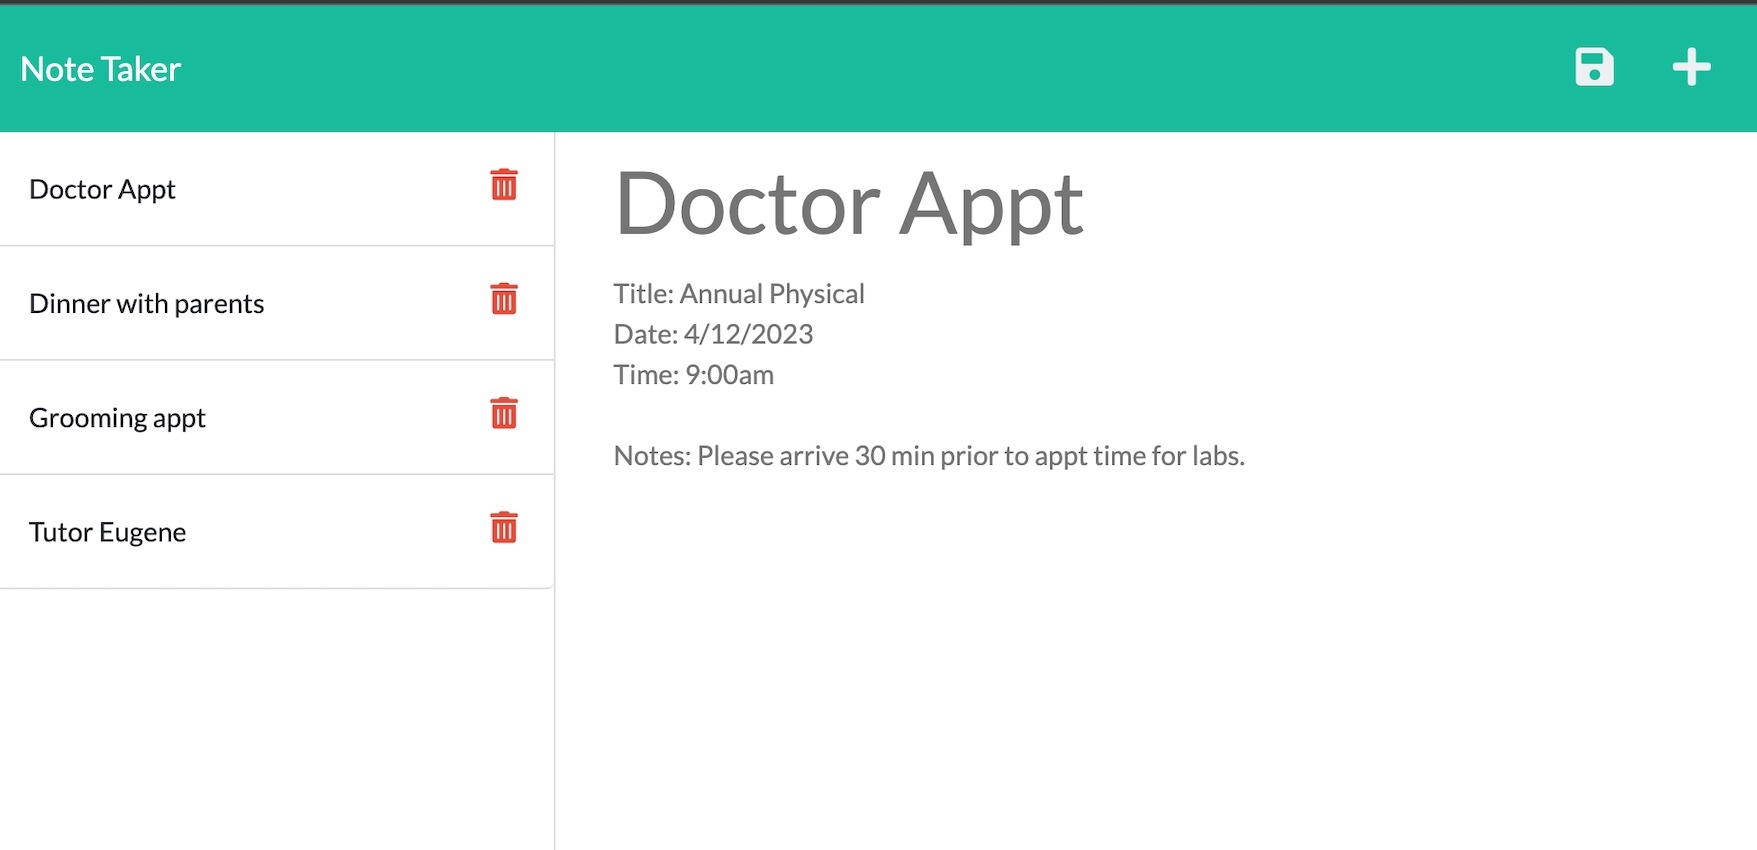 Note Taker
Doctor Appt
Dinner with parents
Grooming appt
Tutor Eugene
Doctor Appt
Title: Annual Physical
Date: 4/12/2023
Time: 9:00am
Notes: Please arrive 30 min prior to appt time for labs.